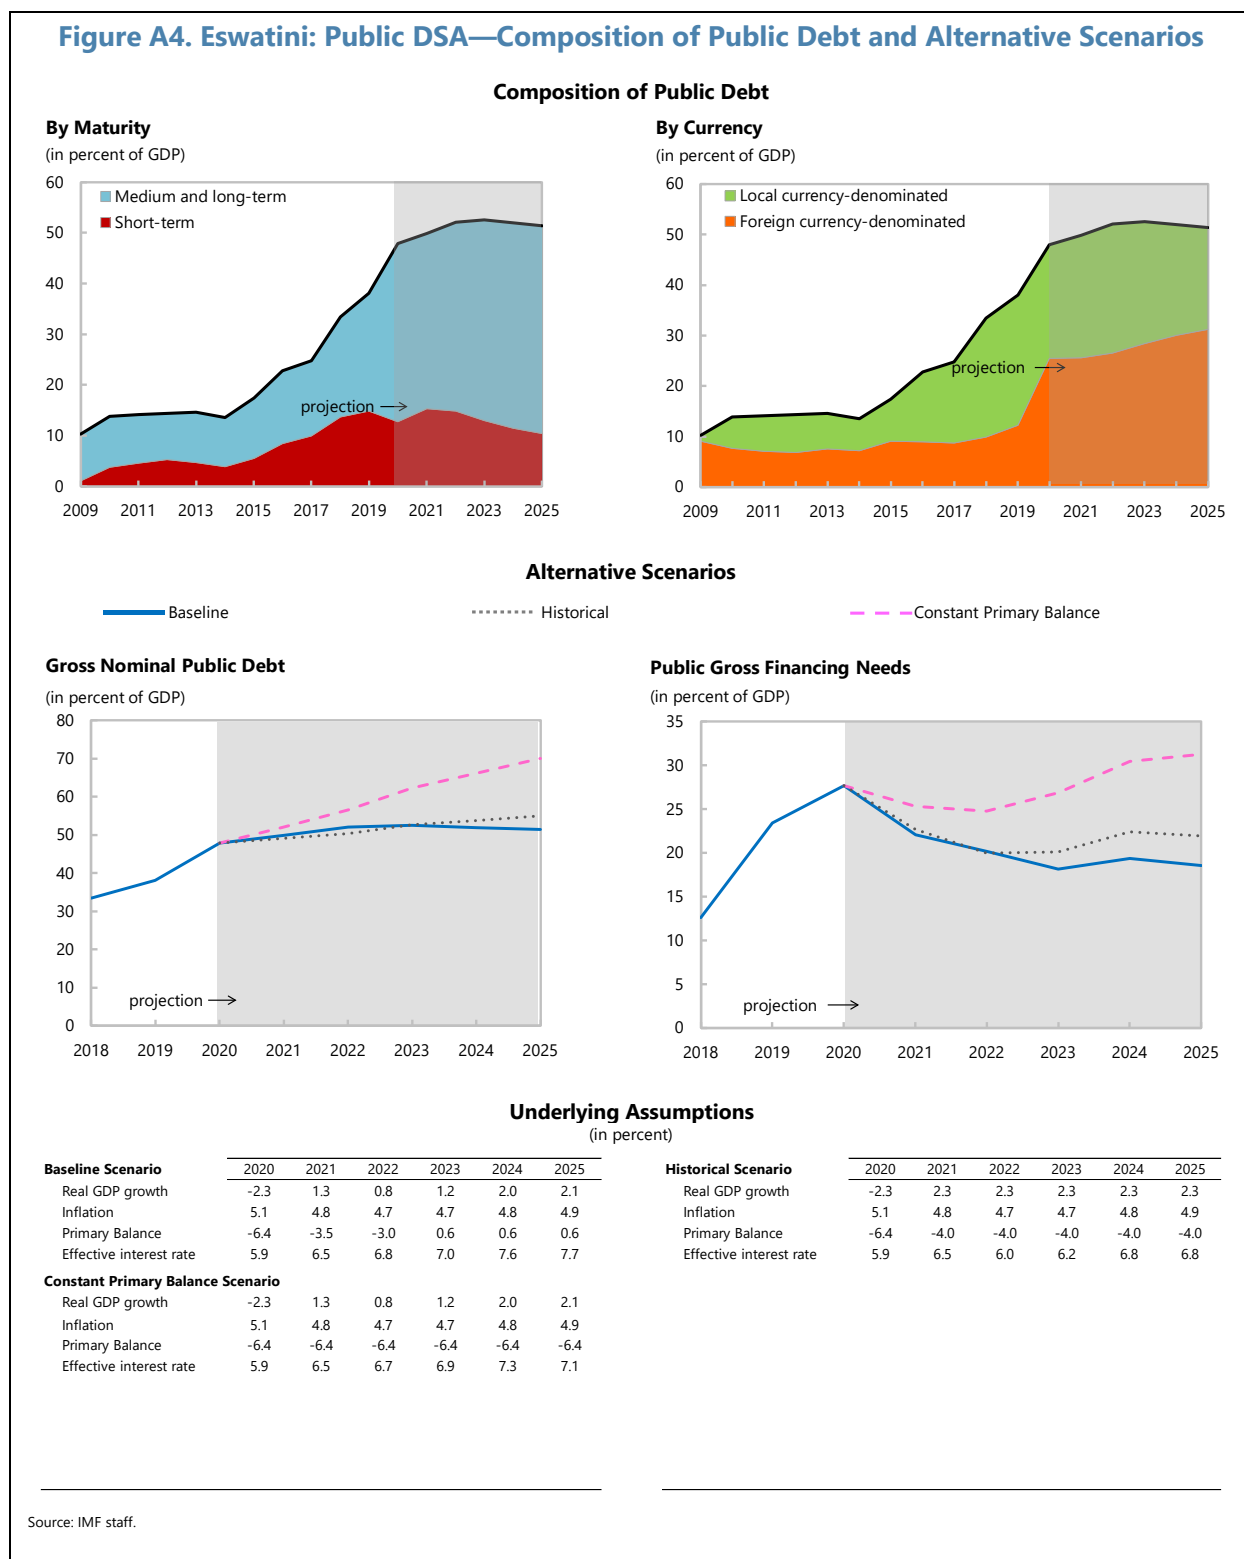 Figure A4. Eswatini: Public DSA—Composition of Public Debt and Alternative Scenarios
Composition of Public Debt
By Maturity
(in percent of GDP)
60
50
40
30
20
10
0
Medium and long-term
Short-term
projection
2009 2011 2013 2015 2017 2019 2021 2023 2025
By Currency
(in percent of GDP)
60
50
40
30
20
10
0
Local currency-denominated
Foreign currency-denominated
projection
2009 2011 2013 2015 2017 2019 2021 2023 2025
Alternative Scenarios
Baseline Historical Constant Primary Balance
Gross Nominal Public Debt
(in percent of GDP)
80
70
60
50
40
30
20
10
0
projection
2018 2019 2020 2021 2022 2023 2024 2025
Public Gross Financing Needs
(in percent of GDP)
35
30
25
20
15
10
5
0
projection
2018 2019 2020 2021 2022 2023 2024 2025
Underlying Assumptions
(in percent)
Baseline Scenario 2020 2021 2022 2023 2024 2025
Real GDP growth -2.3 1.3 0.8 1.2 2.0 2.1
Inflation 5.1 4.8 4.7 4.7 4.8 4.9
Primary Balance -6.4 -3.5 -3.0 0.6 0.6 0.6
Effective interest rate 5.9 6.5 6.8 7.0 7.6 7.7
Constant Primary Balance Scenario
Real GDP growth -2.3 1.3 0.8 1.2 2.0 2.1
Inflation 5.1 4.8 4.7 4.7 4.8 4.9
Primary Balance -6.4 -6.4 -6.4 -6.4 -6.4 -6.4
Effective interest rate 5.9 6.5 6.7 6.9 7.3 7.1
Historical Scenario 2020 2021 2022 2023 2024 2025
Real GDP growth -2.3 2.3 2.3 2.3 2.3 2.3
Inflation 5.1 4.8 4.7 4.7 4.8 4.9
Primary Balance -6.4 -4.0 -4.0 -4.0 -4.0 -4.0
Effective interest rate 5.9 6.5 6.0 6.2 6.8 6.8
Source: IMF staff.